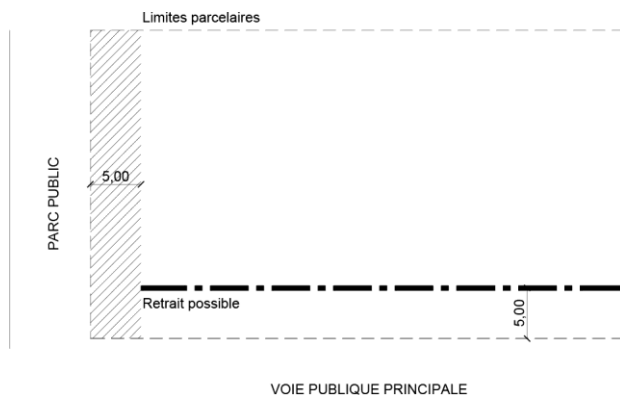 Limites parcelaires
5,00
PARC PUBLIC
Retrait possible
5,00
VOIE PUBLIQUE PRINCIPALE